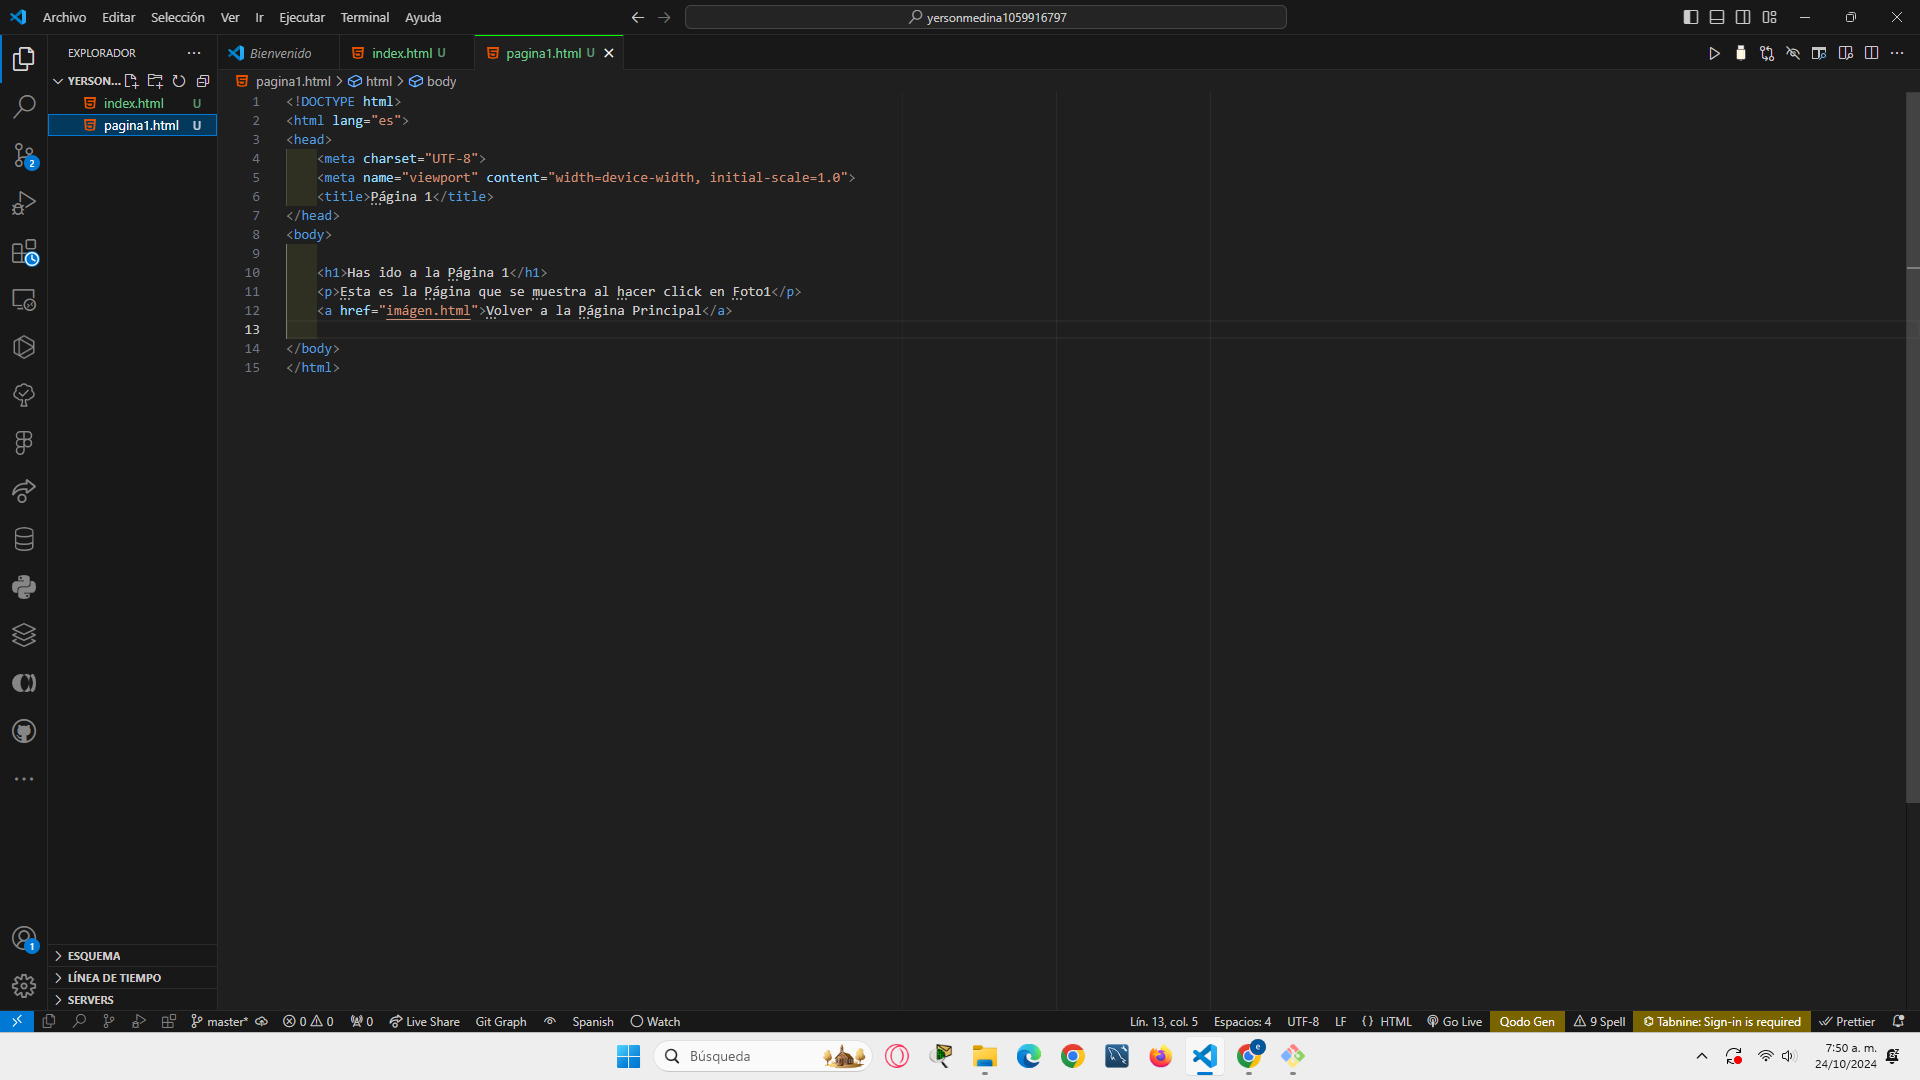 Archivo Editar Selección Ver Ir Ejecutar Terminal Ayuda
yersonmedina1059916797
EXPLORADOR
YERSON...
index.html U
pagina1.html U
ESQUEMA
LÍNEA DE TIEMPO
SERVERS
Bienvenido index.html U pagina1.html U
pagina1.html > html > body
1 <!DOCTYPE html>
2 <html lang="es">
3 <head>
4 <meta charset="UTF-8">
5 <meta name="viewport" content="width=device-width, initial-scale=1.0">
6 <title>Página 1</title>
7 </head>
8 <body>
9
10 <h1>Has ido a la Página 1</h1>
11 <p>Esta es la Página que se muestra al hacer click en Foto1</p>
12 <a href="imágen.html">Volver a la Página Principal</a>
13
14 </body>
15 </html>
2
1
master* 0 0 0 Live Share Git Graph Spanish Watch
Lín. 13, col. 5 Espacios: 4 UTF-8 LF {} HTML Go Live Qodo Gen 9 Spell Tabnine: Sign-in is required Prettier
Búsqueda
e
7:50 a. m.
24/10/2024